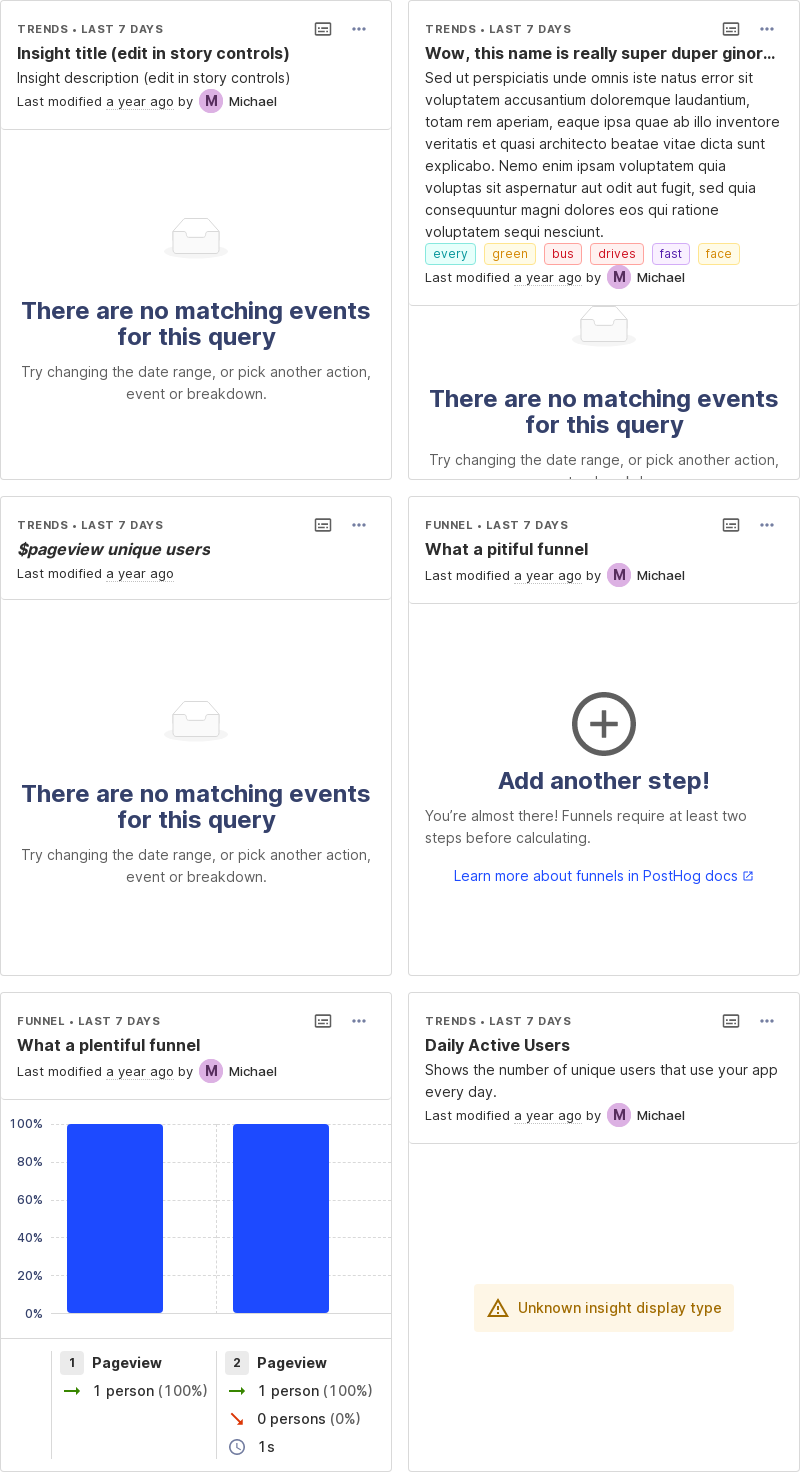 TRENDS • LAST 7 DAYS
Insight title (edit in story controls)
Insight description (edit in story controls)
Last modified a year ago by M Michael
There are no matching events
for this query
Try changing the date range, or pick another action,
event or breakdown.
TRENDS • LAST 7 DAYS
Wow, this name is really super duper ginor...
Sed ut perspiciatis unde omnis iste natus error sit
voluptatem accusantium doloremque laudantium,
totam rem aperiam, eaque ipsa quae ab illo inventore
veritatis et quasi architecto beatae vitae dicta sunt
explicabo. Nemo enim ipsam voluptatem quia
voluptas sit aspernatur aut odit aut fugit, sed quia
consequuntur magni dolores eos qui ratione
voluptatem sequi nesciunt.
every green bus drives fast face
Last modified a year ago by M Michael
There are no matching events
for this query
Try changing the date range, or pick another action,
TRENDS • LAST 7 DAYS
$pageview unique users
Last modified a year ago
There are no matching events
for this query
Try changing the date range, or pick another action,
event or breakdown.
FUNNEL • LAST 7 DAYS
What a pitiful funnel
Last modified a year ago by M Michael
Add another step!
You’re almost there! Funnels require at least two
steps before calculating.
Learn more about funnels in PostHog docs
FUNNEL • LAST 7 DAYS
What a plentiful funnel
Last modified a year ago by M Michael
100%
80%
60%
40%
20%
0%
1 Pageview
1 person (100%)
2 Pageview
1 person (100%)
0 persons (0%)
1s
TRENDS • LAST 7 DAYS
Daily Active Users
Shows the number of unique users that use your app
every day.
Last modified a year ago by M Michael
Unknown insight display type